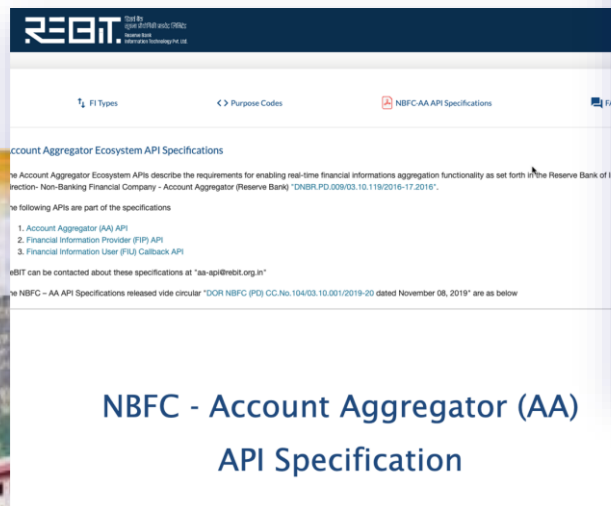 REBIT.
Reserve Bank
Information Technology Pvt. Ltd.
FI Types
<> Purpose Codes
NBFC-AA API Specifications
ccount Aggregator Ecosystem API Specifications
he Account Aggregator Ecosystem APIs describe the requirements for enabling real-time financial informations aggregation functionality as set forth in the Reserve Bank of I
irection- Non-Banking Financial Company - Account Aggregator (Reserve Bank) "DNBR.PD.009/03.10.119/2016-17.2016".
he following APIs are part of the specifications
1. Account Aggregator (AA) API
2. Financial Information Provider (FIP) API
3. Financial Information User (FIU) Callback API
eBIT can be contacted about these specifications at "aa-api@rebit.org.in"
he NBFC – AA API Specifications released vide circular "DOR NBFC (PD) CC.No.104/03.10.001/2019-20 dated November 08, 2019" are as below
NBFC - Account Aggregator (AA)
API Specification